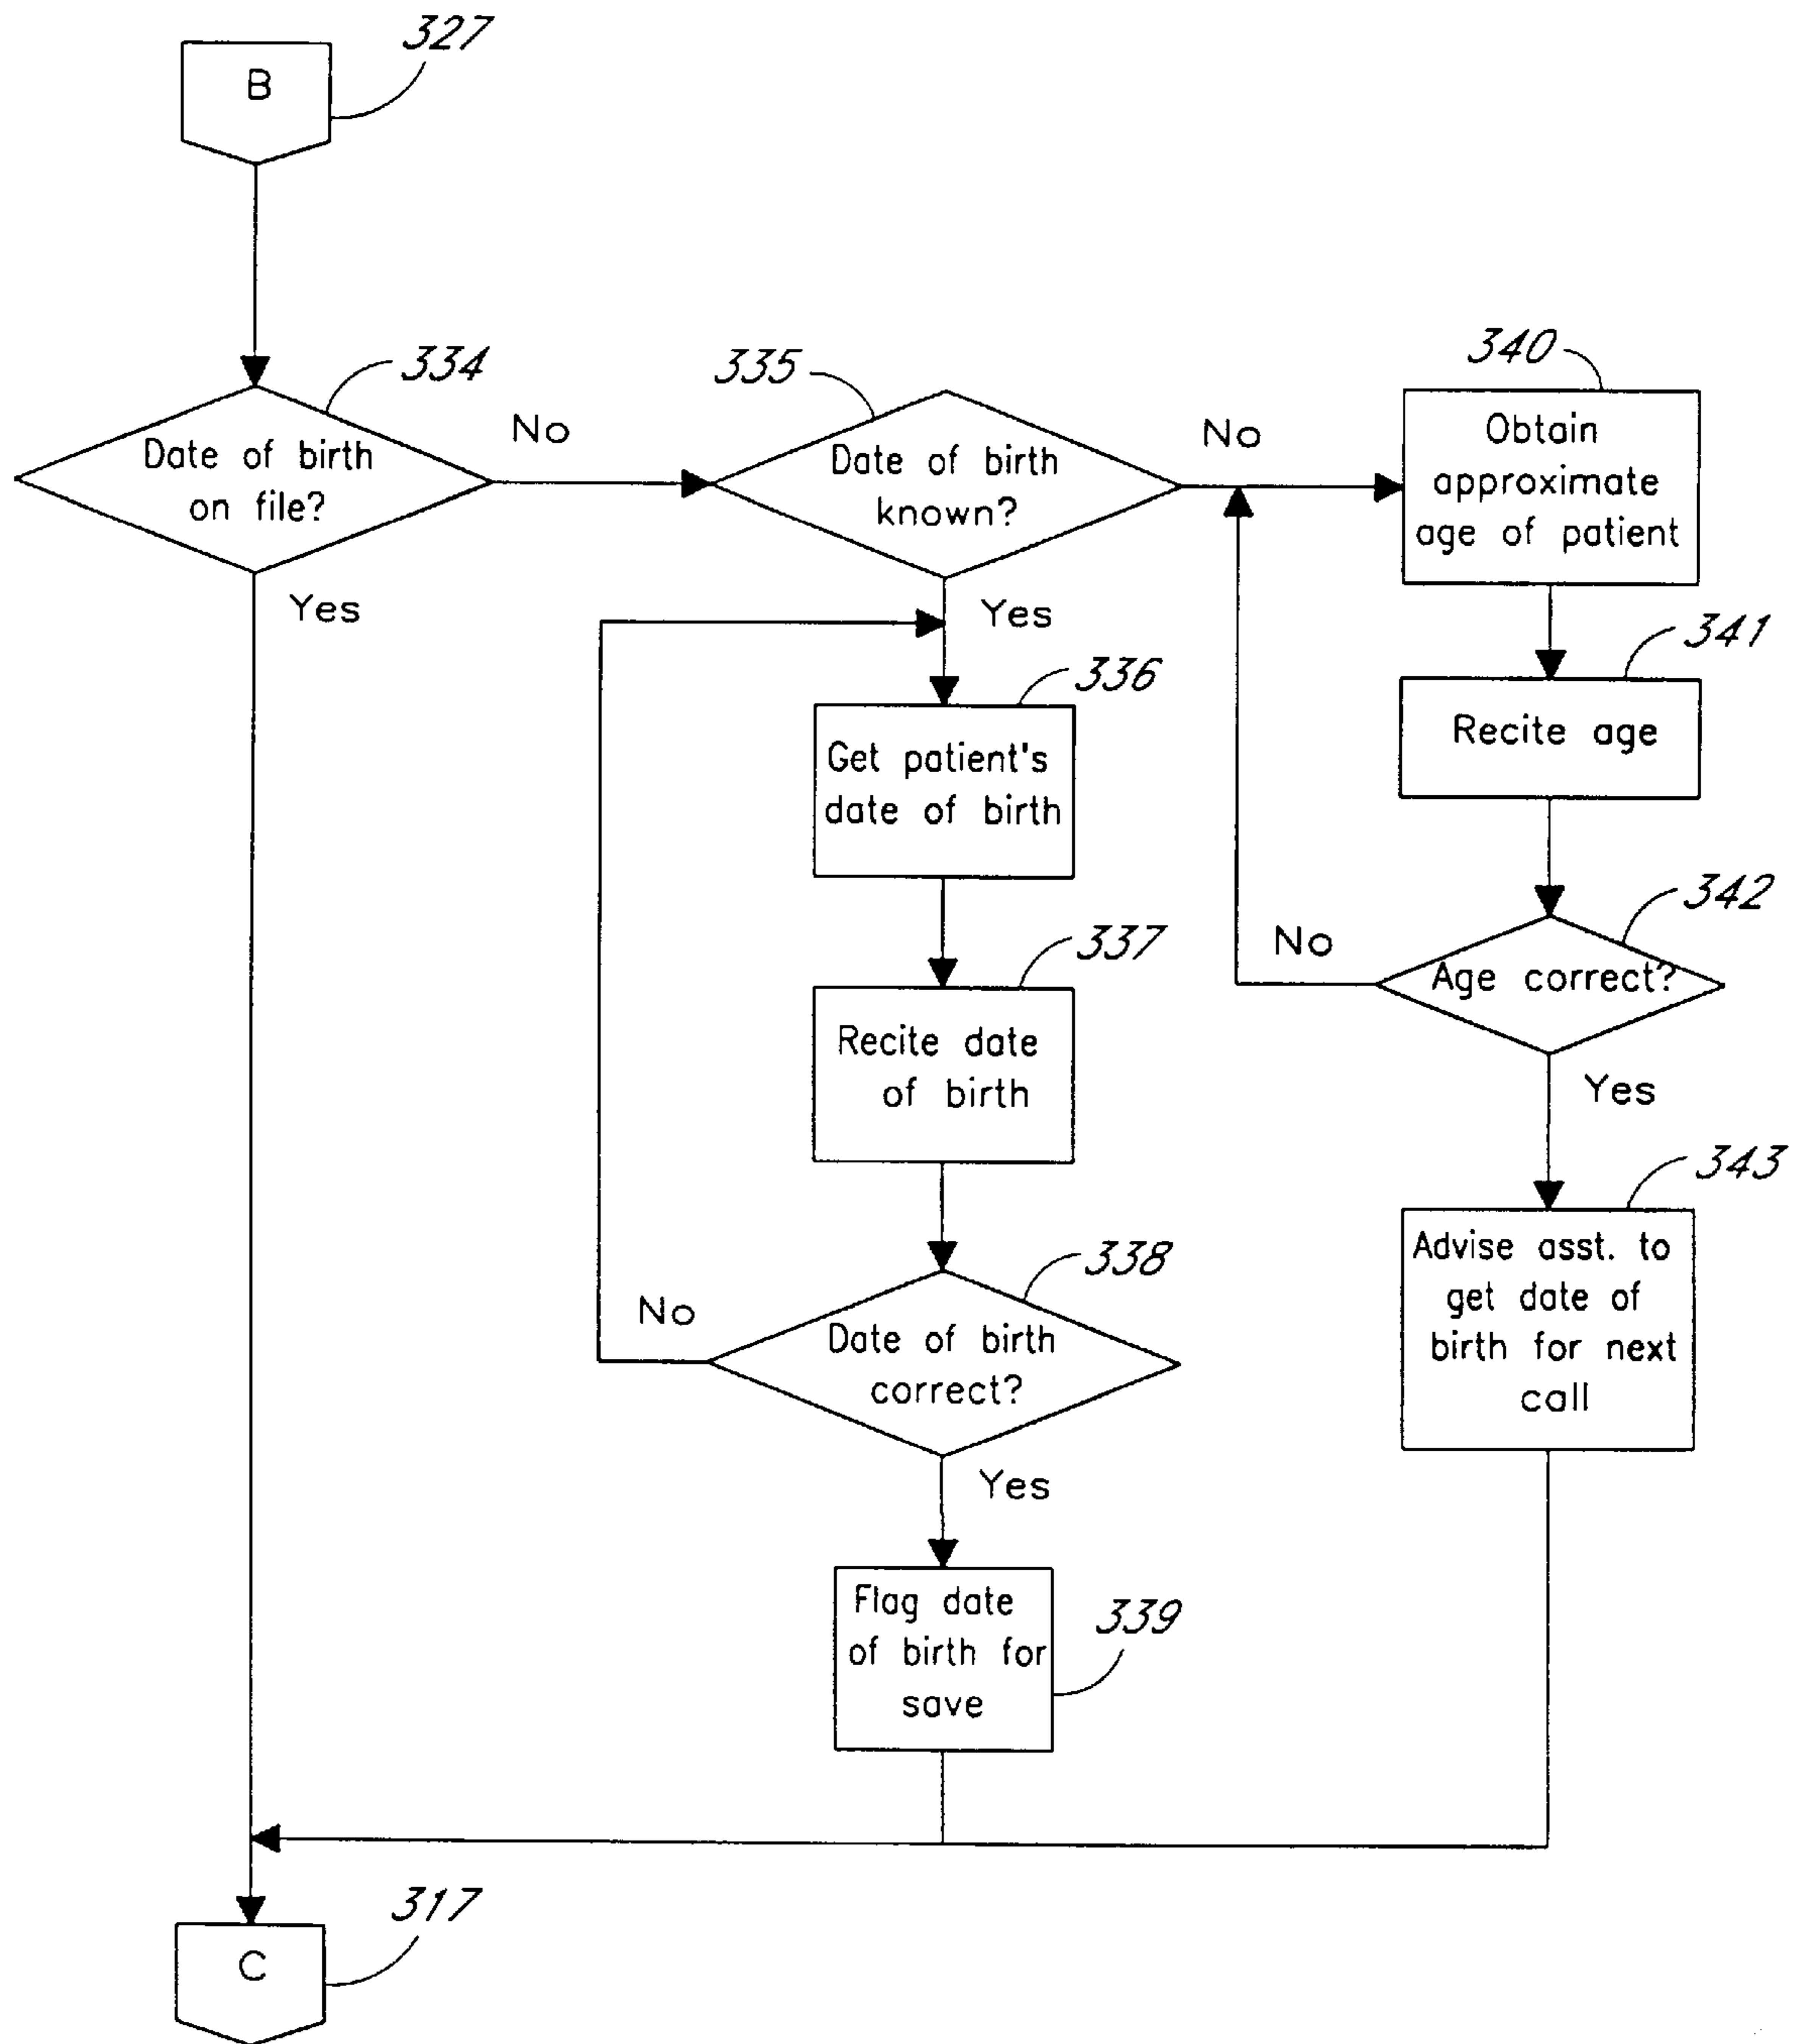 327
B
334
335
340
Date of birth
on file?
No
Date of birth
known?
No
Obtain
approximate
age of patient
Yes
Yes
341
336
Recite age
Get patient's
date of birth
342
337
No
Age correct?
Recite date
of birth
Yes
343
338
Advise asst. to
get date of
birth for next
call
No
Date of birth
correct?
Yes
339
Flag date
of birth for
save
317
C